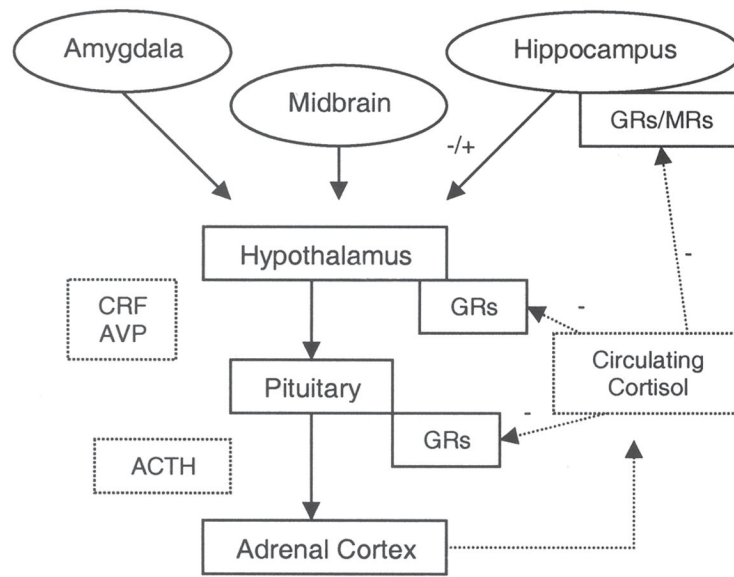 Amygdala
Hippocampus
Midbrain
GRs/MRs
-/+
Hypothalamus
-
CRF
AVP
GRs
-
Circulating
Cortisol
Pituitary
-
GRs
ACTH
Adrenal Cortex